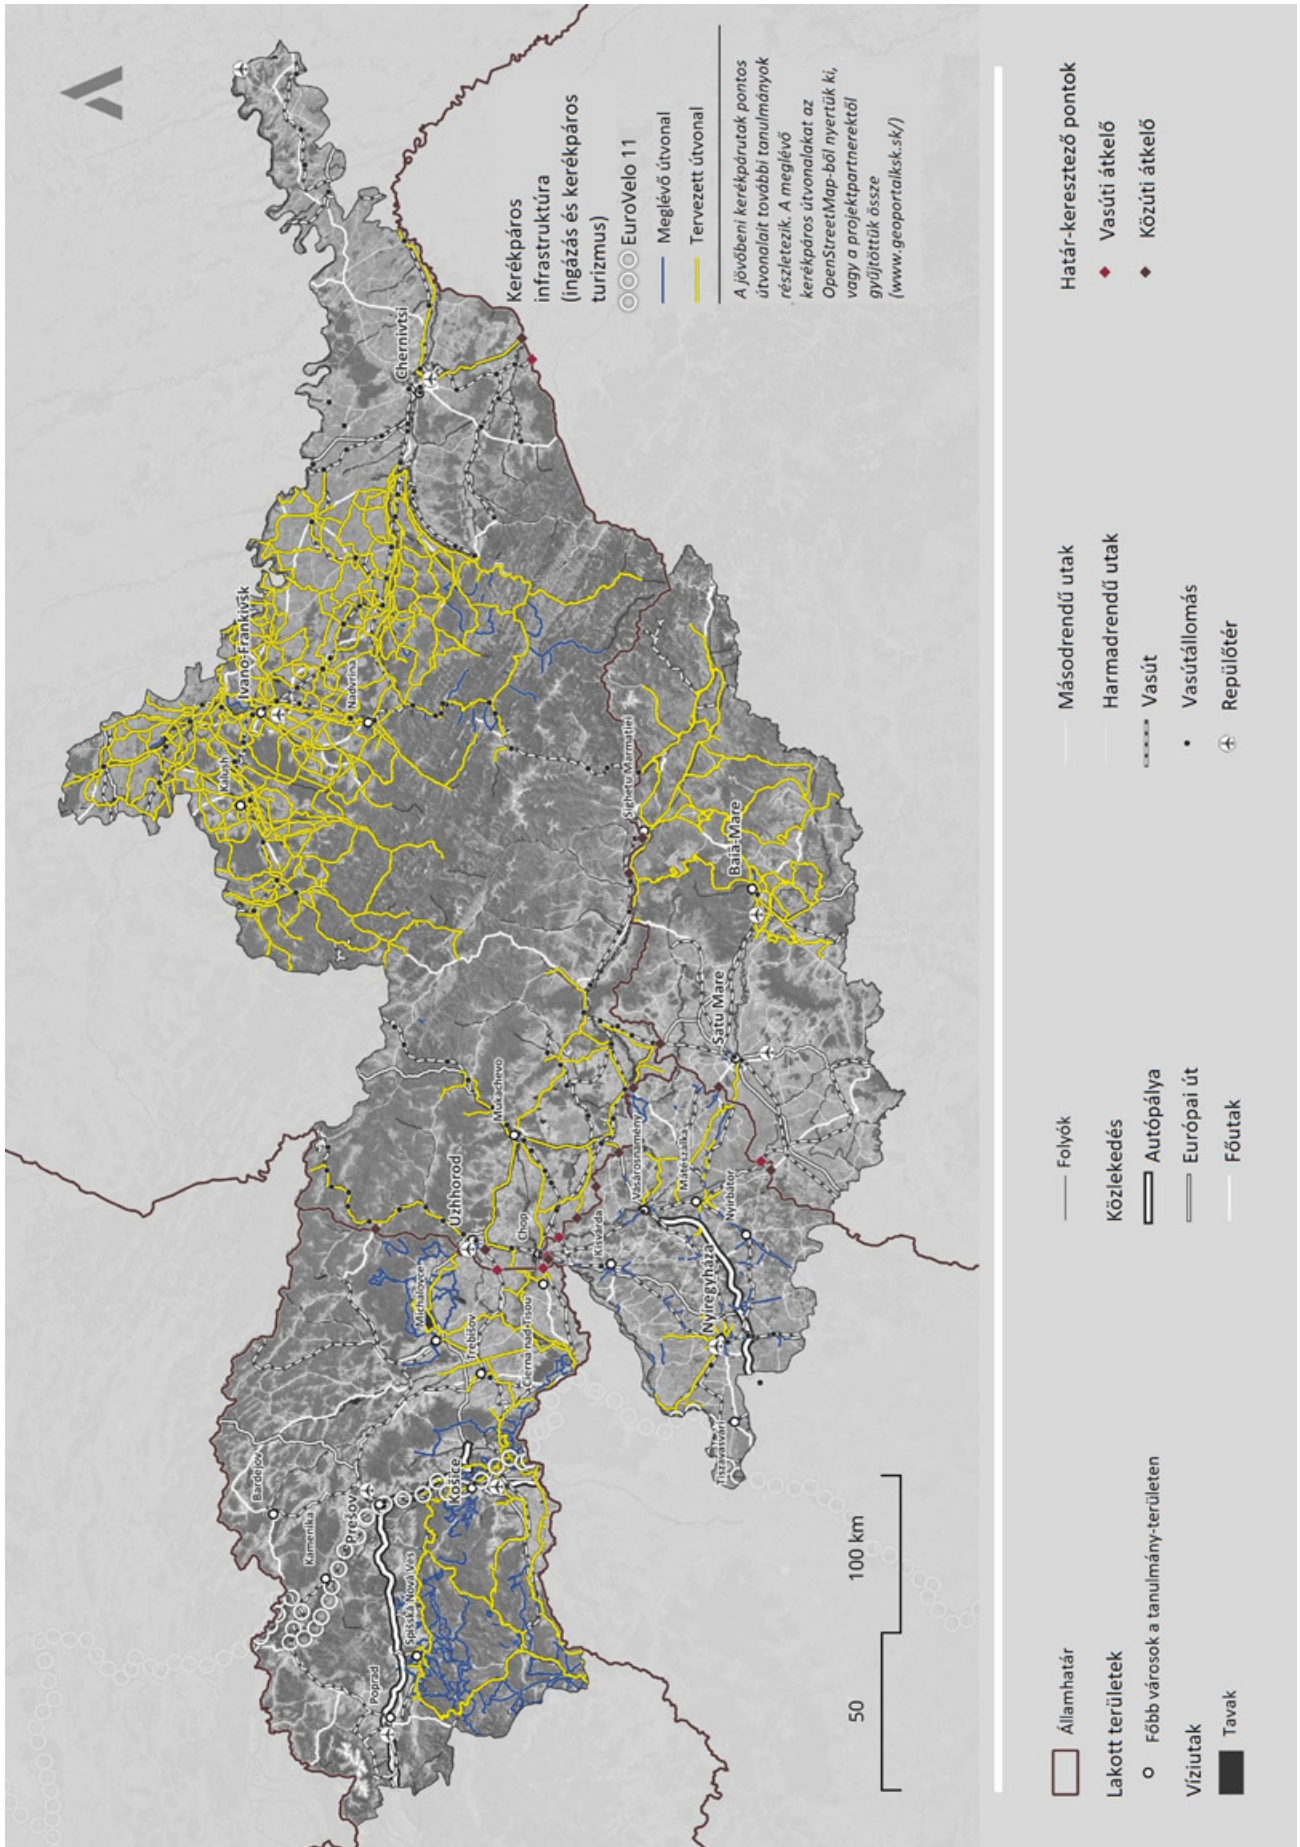 Kerékpáros
infrastruktúra
(ingázás és kerékpáros
turizmus)
EuroVelo 11
Meglévő útvonal
Tervezett útvonal
A jövőbeni kerékpárutak pontos
útvonalait további tanulmányok
részletezik. A meglévő
kerékpáros útvonalakat az
OpenStreetMap-ből nyertük ki,
vagy a projektpartnerektől
gyűjtöttük össze
(www.geoportalksk.sk/)
Poprad
Spišská Nová Ves
Kamenika
Bardejov
Prešov
Košice
Trebišov
Michalovce
Čierna nad Tisou
Uzhhorod
Chop
Mukachevo
Kisvárda
Vásárosnamény
Mátészalka
Nyírbátor
Nyíregyháza
Tiszavasvári
Satu Mare
Baia-Mare
Sighetu Marmației
Kalush
Ivano-Frankivsk
Nadvrina
Chernivtsi
50
100 km
Államhatár
Lakott területek
Főbb városok a tanulmány-területen
Víziutak
Tavak
Folyók
Közlekedés
Autópálya
Európai út
Főutak
Másodrendű utak
Harmadrendű utak
Vasút
Vasútállomás
Repülőtér
Határ-keresztező pontok
Vasúti átkelő
Közúti átkelő